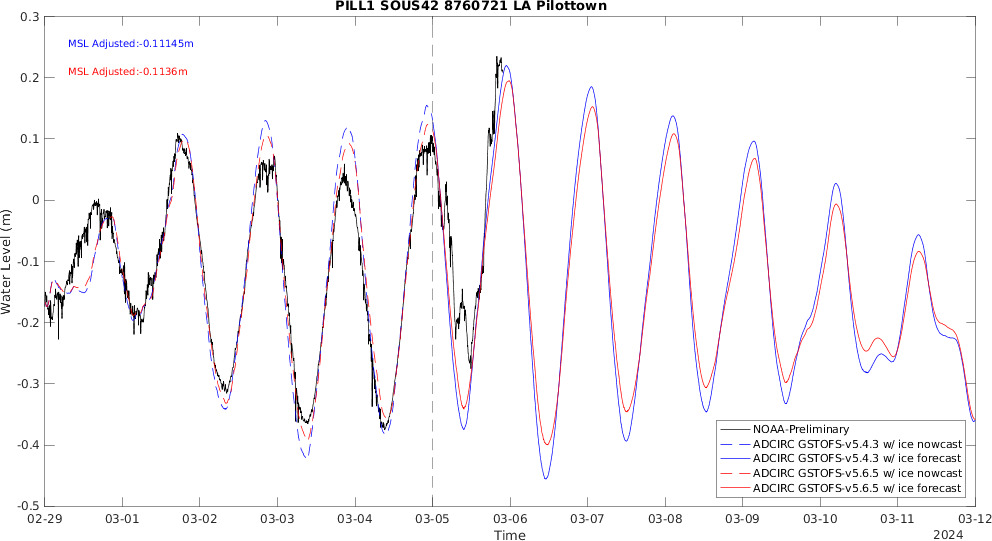 PILL1 SOUS42 8760721 LA Pilottown
MSL Adjusted:-0.11145m
MSL Adjusted:-0.1136m
Water Level (m)
0.3
0.2
0.1
0
-0.1
-0.2
-0.3
-0.4
-0.5
NOAA-Preliminary
ADCIRC GSTOFS-v5.4.3 w/ ice nowcast
ADCIRC GSTOFS-v5.4.3 w/ ice forecast
ADCIRC GSTOFS-v5.6.5 w/ ice nowcast
ADCIRC GSTOFS-v5.6.5 w/ ice forecast
02-29 03-01 03-02 03-03 03-04 03-05 03-06 03-07 03-08 03-09 03-10 03-11 03-12
Time
2024